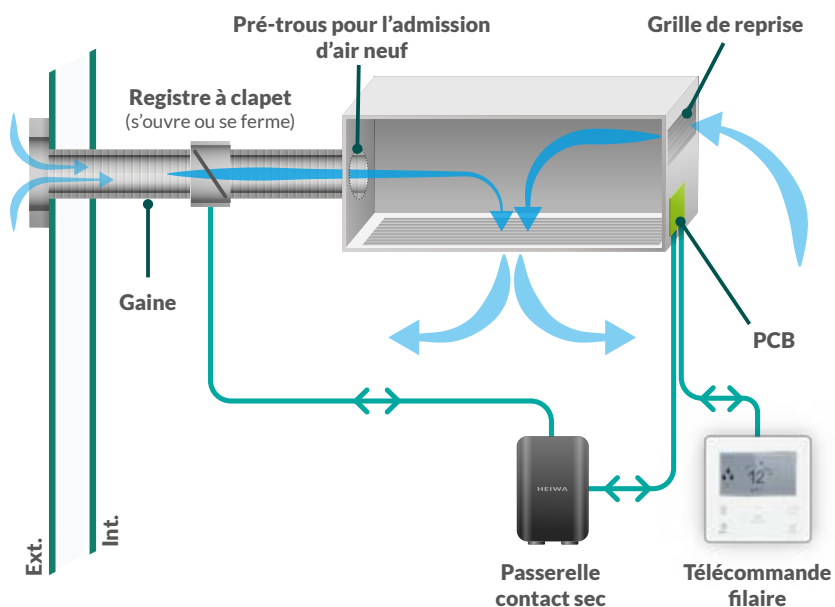 Pré-trous pour l'admission
d'air neuf
Grille de reprise
Registre à clapet
(s'ouvre ou se ferme)
Gaine
PCB
HEIWA
12°
Ext.
Int.
Passerelle
contact sec
Télécommande
filaire